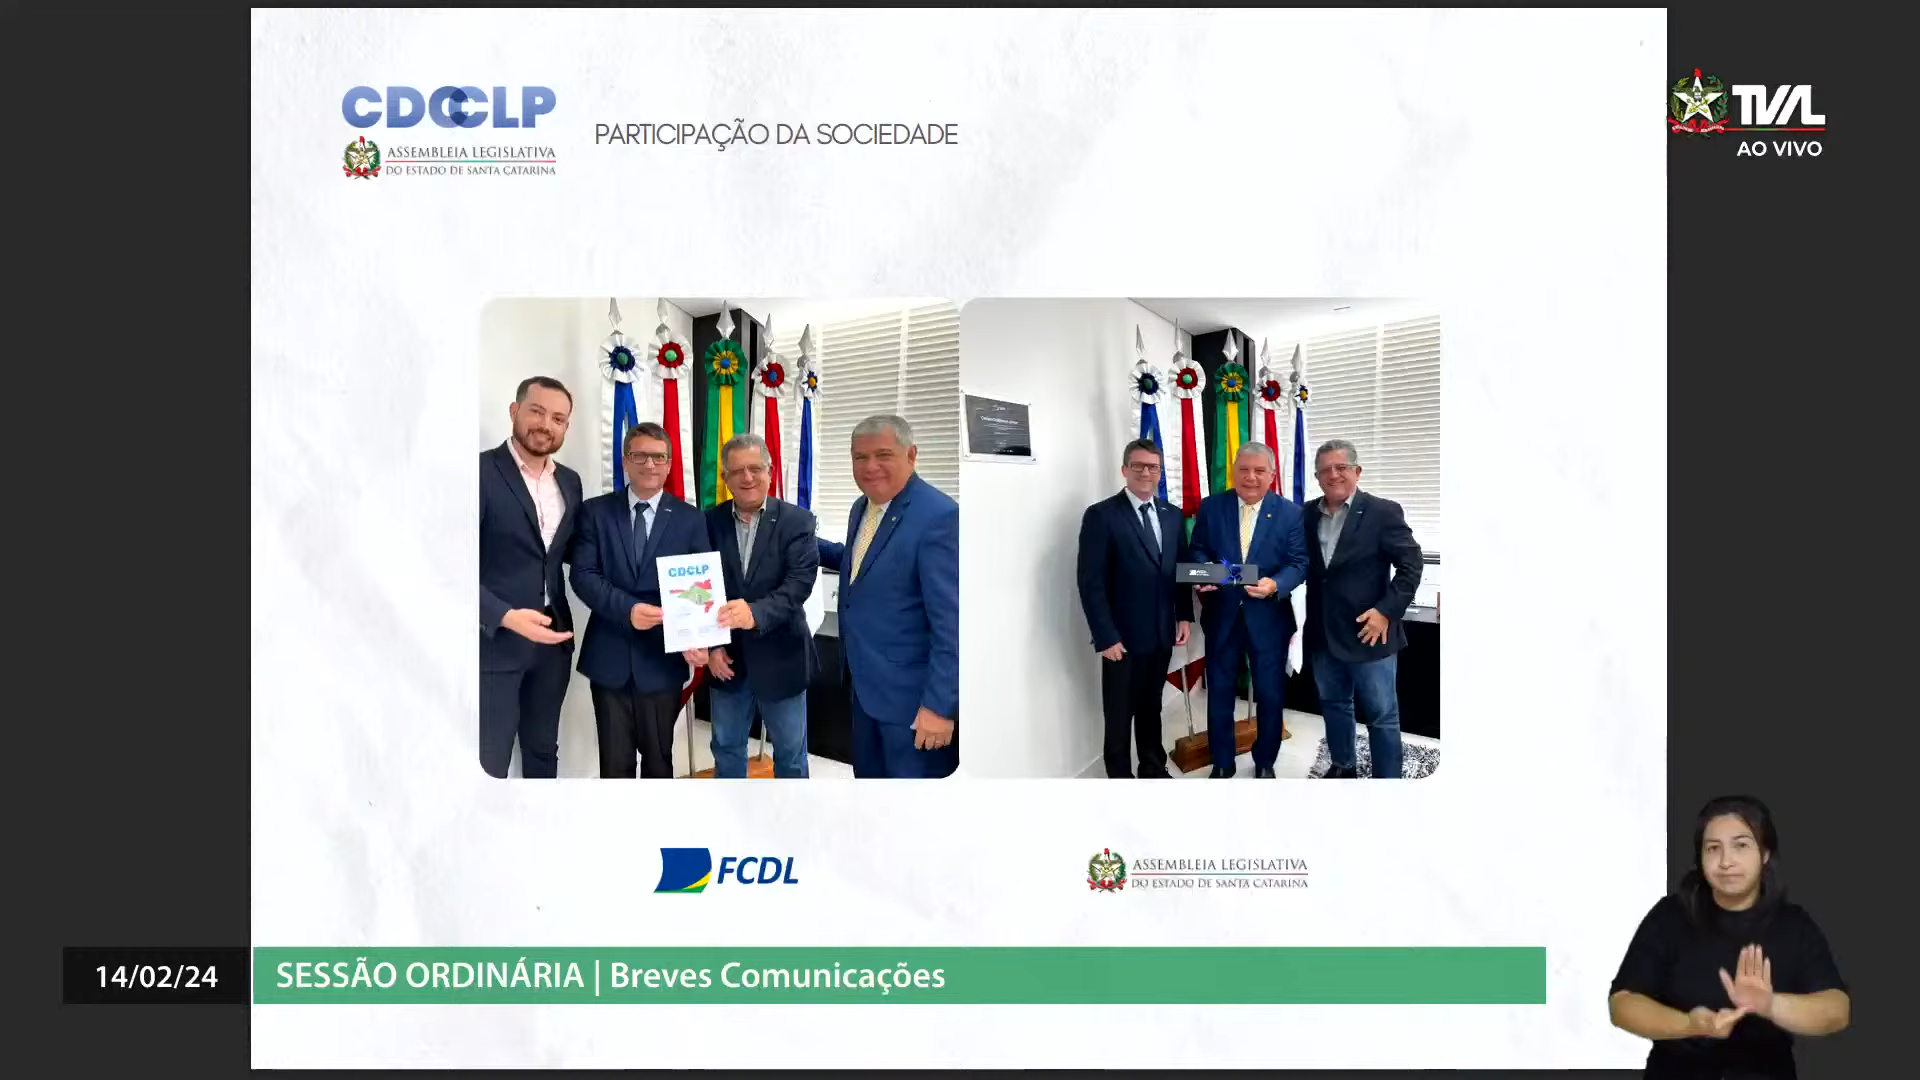 CDCCLP
ASSEMBLEIA LEGISLATIVA
DO ESTADO DE SANTA CATARINA
PARTICIPAÇÃO DA SOCIEDADE
TVAL
AO VIVO
CDCLP
FCDL
ASSEMBLEIA LEGISLATIVA
DO ESTADO DE SANTA CATARINA
14/02/24
SESSÃO ORDINÁRIA | Breves Comunicações